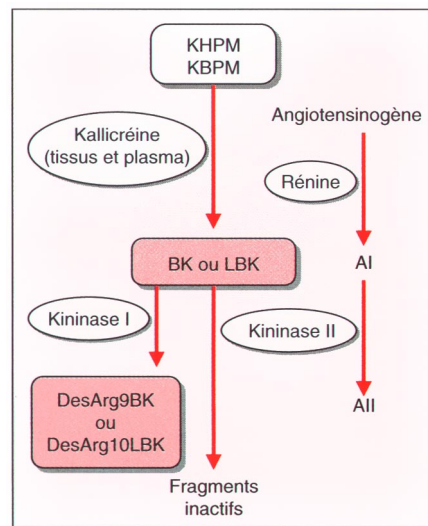 KHPM
KBPM
Angiotensinogène
Kallicréine
(tissus et plasma)
Rénine
BK ou LBK
AI
Kininase I
Kininase II
DesArg9BK
ou
DesArg10LBK
AII
Fragments
inactifs